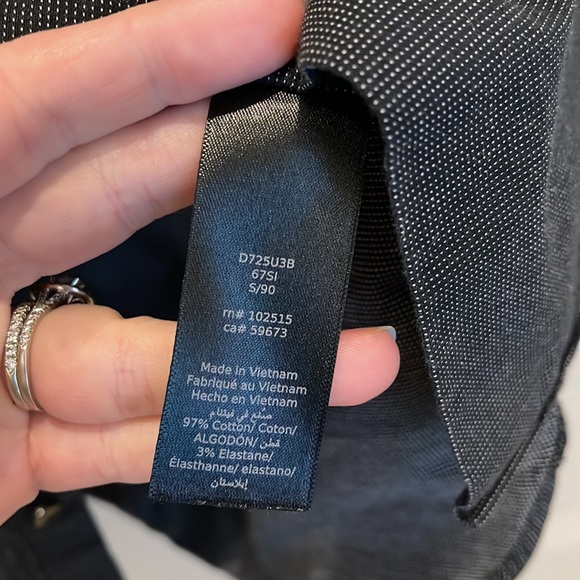 D725U3B
67SI
S/90
rn# 102515
ca# 59673
Made in Vietnam
Fabriqué au Vietnam
Hecho en Vietnam
صنع في فيتنام
97% Cotton/ Coton/
ALGODÓN/ قطن/
3% Elastane/
Élasthanne/ elastano/
إيلاستان